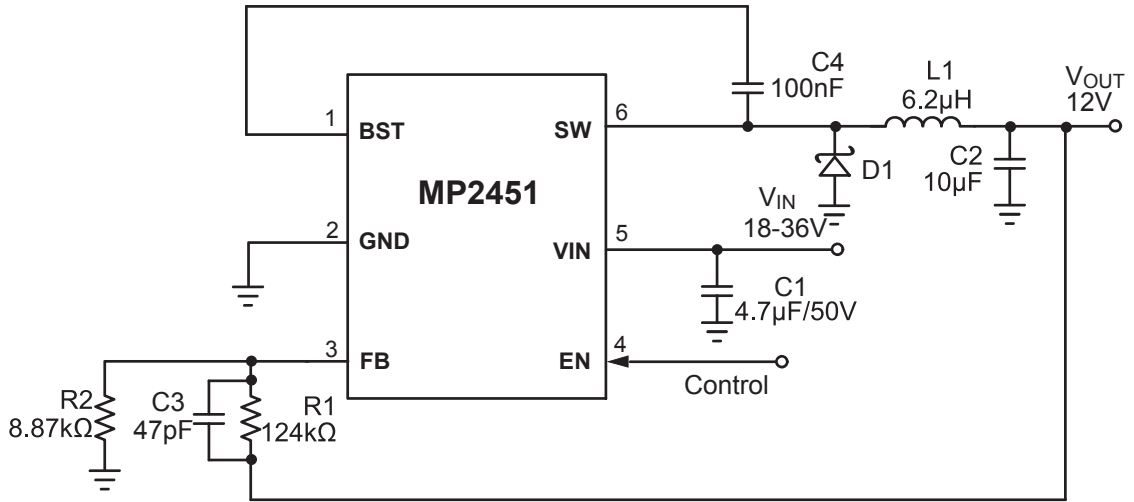 C4
100nF
L1
6.2µH
VOUT
12V
1
BST
SW
6
C2
10µF
D1
MP2451
VIN
18-36V
2
GND
VIN
5
C1
4.7µF/50V
3
FB
EN
4
Control
R2
8.87kΩ
C3
47pF
R1
124kΩ